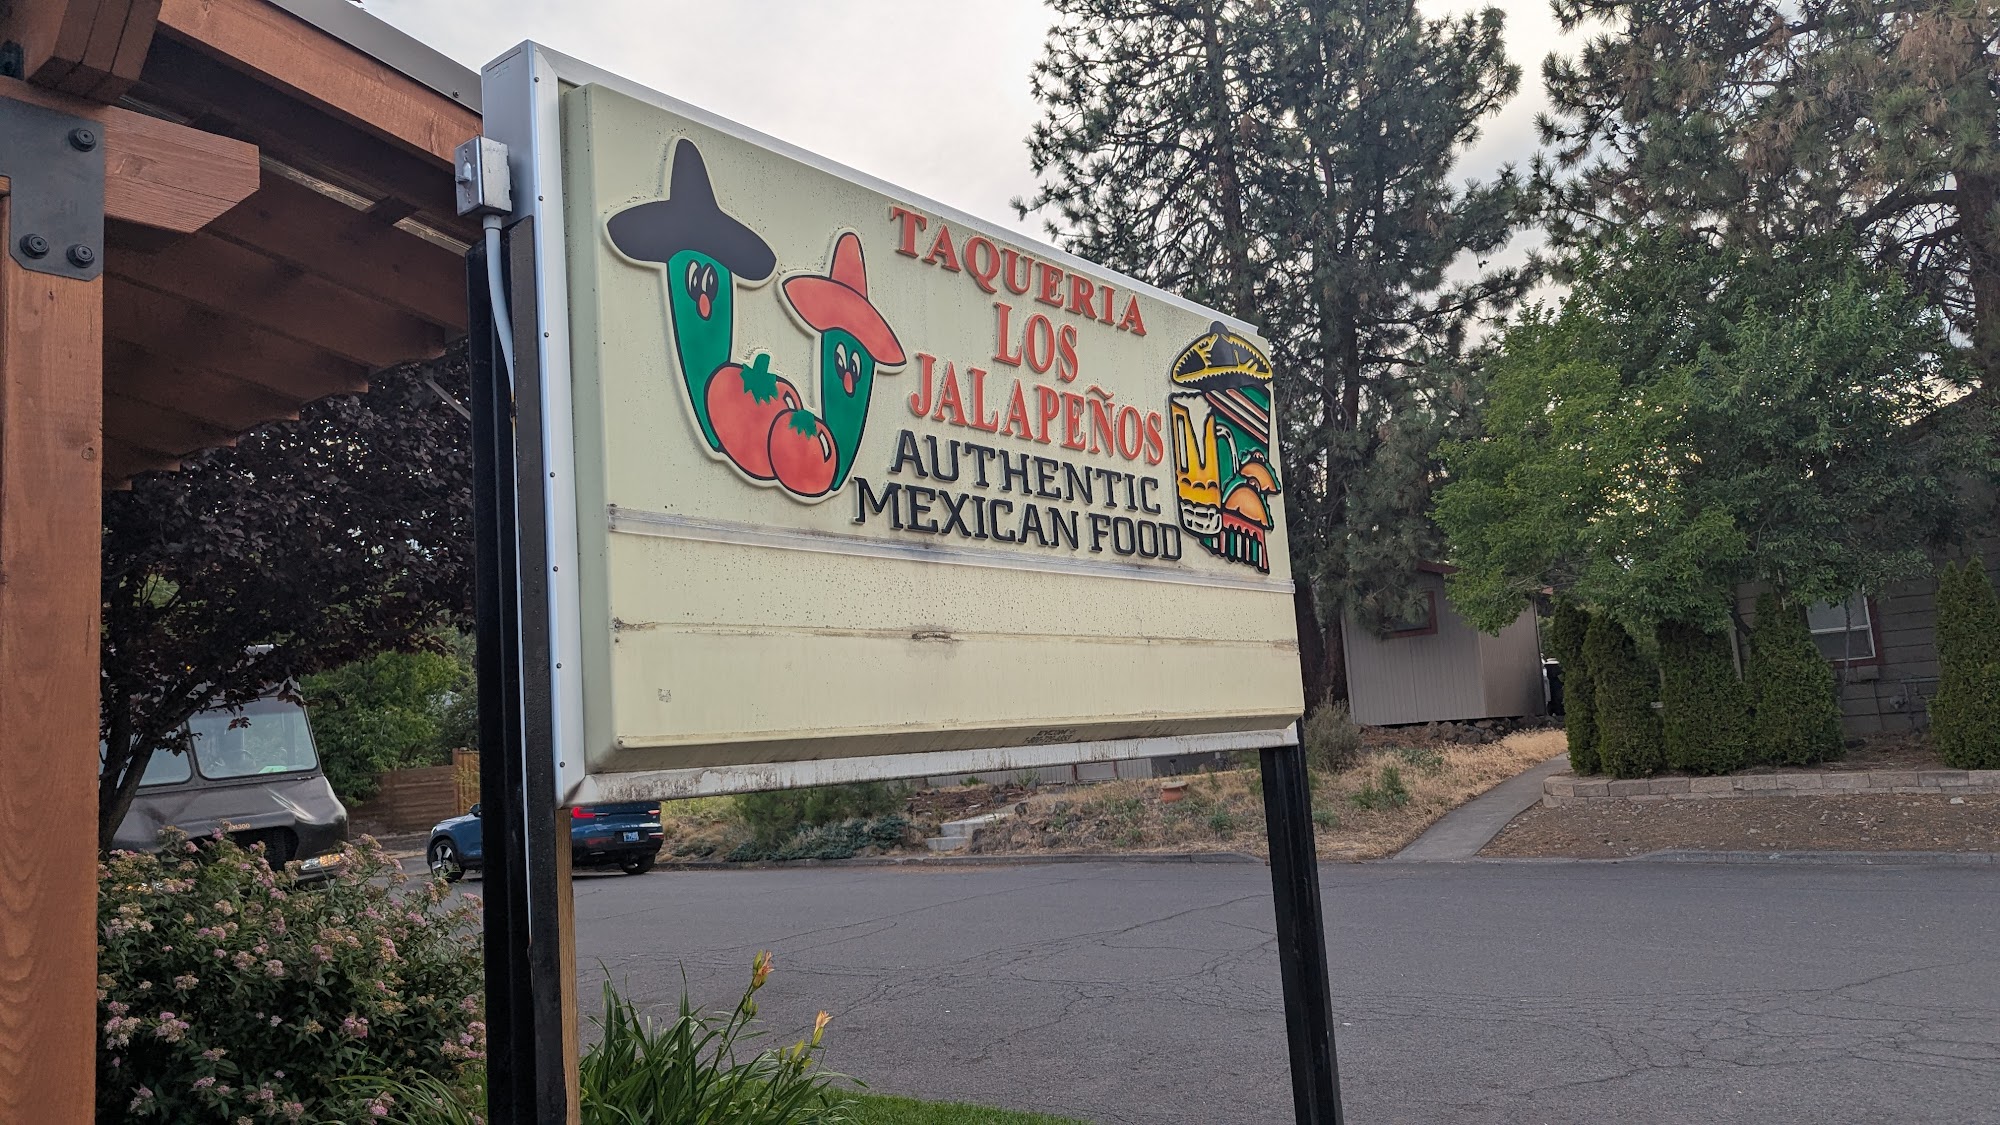 TAQUERIA
LOS
JALAPEÑOS
AUTHENTIC
MEXICAN FOOD